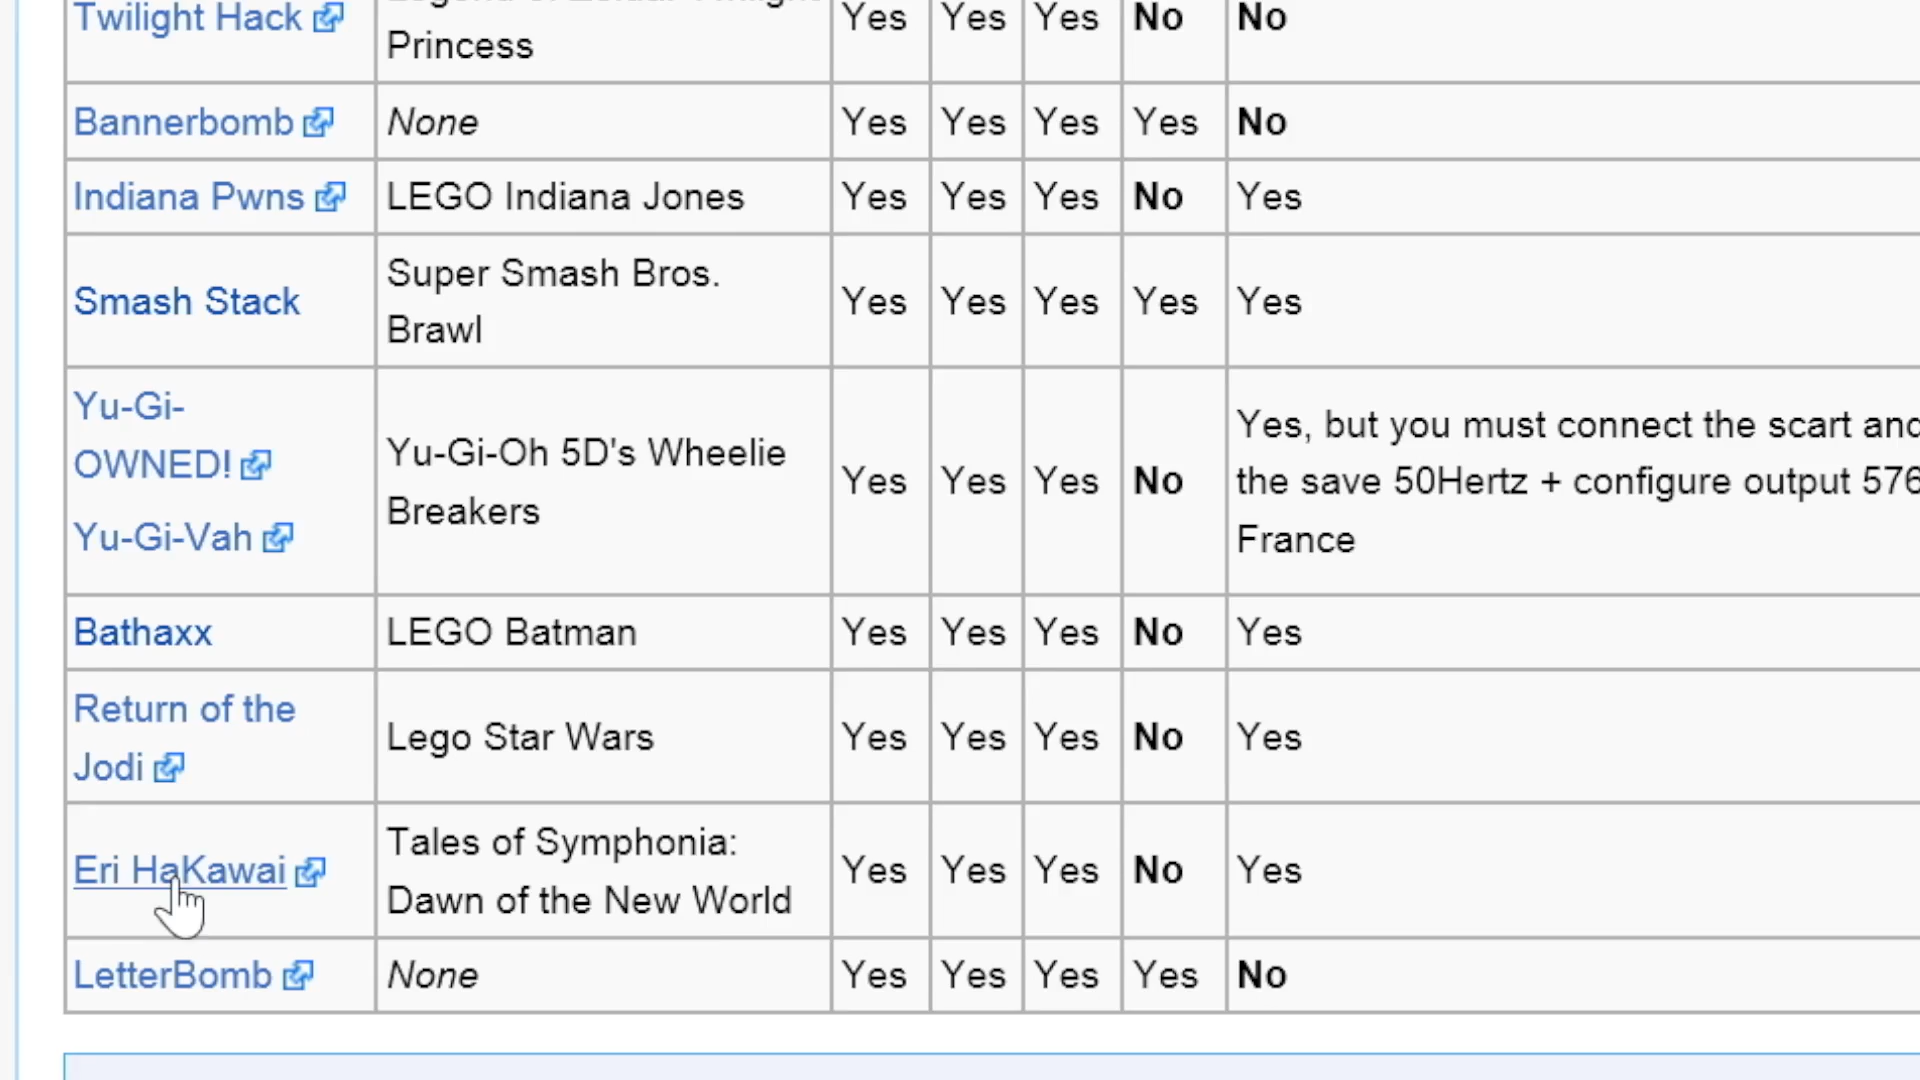 Twilight Hack
Princess
Yes Yes Yes No No
Bannerbomb None Yes Yes Yes Yes No
Indiana Pwns LEGO Indiana Jones Yes Yes Yes No Yes
Smash Stack
Super Smash Bros.
Brawl
Yes Yes Yes Yes Yes
Yu-Gi-
OWNED!
Yu-Gi-Vah
Yu-Gi-Oh 5D's Wheelie
Breakers
Yes Yes Yes No
Yes, but you must connect the scart and
the save 50Hertz + configure output 576
France
Bathaxx LEGO Batman Yes Yes Yes No Yes
Return of the
Jodi
Lego Star Wars Yes Yes Yes No Yes
Eri HaKawai
Tales of Symphonia:
Dawn of the New World
Yes Yes Yes No Yes
LetterBomb None Yes Yes Yes Yes No